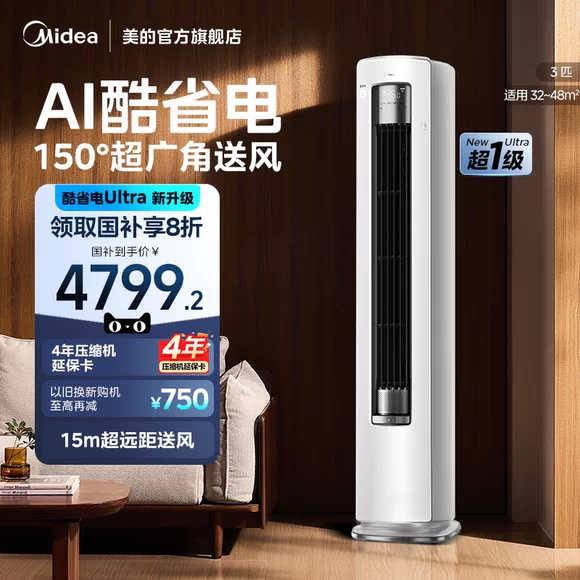 Midea 美的官方旗舰店
AI酷省电
150°超广角送风
3 匹
适用 32~48m²
New Ultra
超1级
酷省电Ultra 新升级
领取国补享8折
国补到手价¥
4799.2
4年压缩机
延保卡
4年
压缩机延保卡
以旧换新购机
至高再减
¥750
15m超远距送风